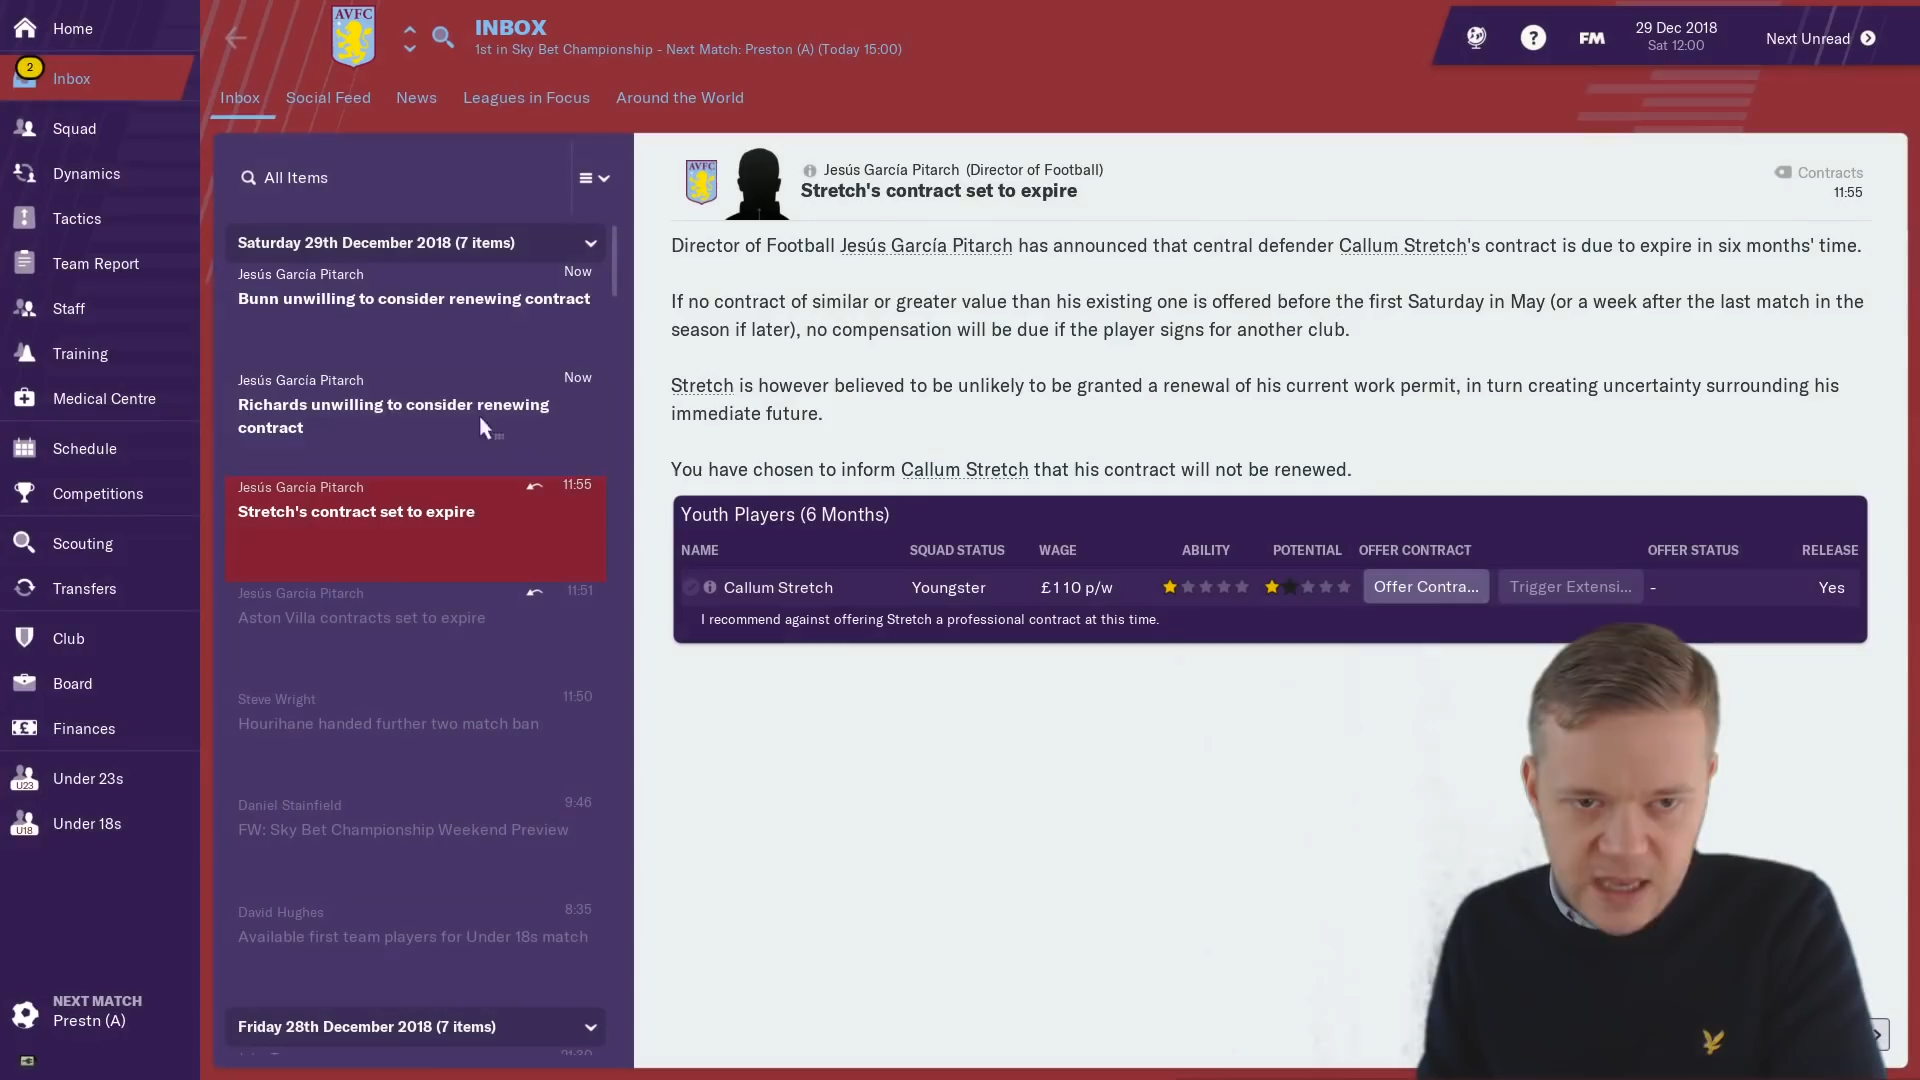 Home
2
Inbox
Squad
Dynamics
Tactics
Team Report
Staff
Training
Medical Centre
Schedule
Competitions
Scouting
Transfers
Club
Board
Finances
U23
Under 23s
U18
Under 18s
NEXT MATCH
Prestn (A)
AVFC
INBOX
1st in Sky Bet Championship - Next Match: Preston (A) (Today 15:00)
?
FM
29 Dec 2018
Sat 12:00
Next Unread
Inbox
Social Feed
News
Leagues in Focus
Around the World
All Items
Saturday 29th December 2018 (7 items)
Jesús García Pitarch
Now
Bunn unwilling to consider renewing contract
Jesús García Pitarch
Now
Richards unwilling to consider renewing
contract
Jesús García Pitarch
11:55
Stretch's contract set to expire
Jesús García Pitarch
11:51
Aston Villa contracts set to expire
Steve Wright
11:50
Hourihane handed further two match ban
Daniel Stainfield
9:46
FW: Sky Bet Championship Weekend Preview
David Hughes
8:35
Available first team players for Under 18s match
Friday 28th December 2018 (7 items)
AVFC
Jesús García Pitarch (Director of Football)
Stretch's contract set to expire
Contracts
11:55
Director of Football Jesús García Pitarch has announced that central defender Callum Stretch's contract is due to expire in six months' time.
If no contract of similar or greater value than his existing one is offered before the first Saturday in May (or a week after the last match in the
season if later), no compensation will be due if the player signs for another club.
Stretch is however believed to be unlikely to be granted a renewal of his current work permit, in turn creating uncertainty surrounding his
immediate future.
You have chosen to inform Callum Stretch that his contract will not be renewed.
Youth Players (6 Months)
NAME SQUAD STATUS WAGE ABILITY POTENTIAL OFFER CONTRACT OFFER STATUS RELEASE
Callum Stretch Youngster £110 p/w Offer Contra... Trigger Extensi... - Yes
I recommend against offering Stretch a professional contract at this time.